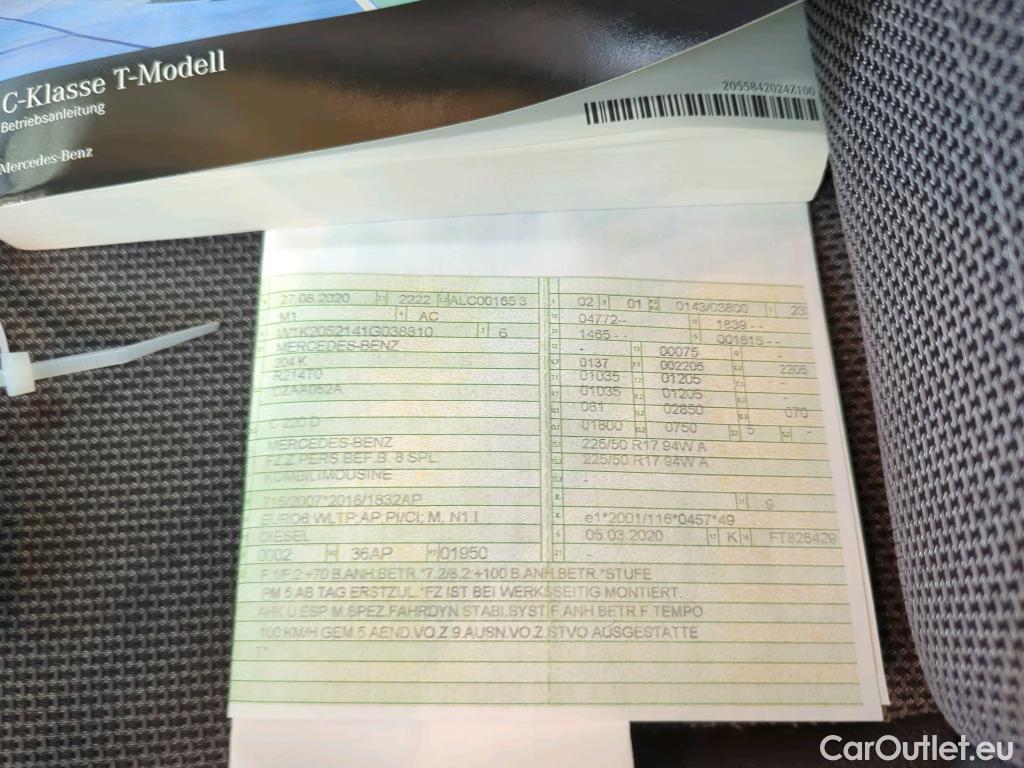 C-Klasse T-Modell
Betriebsanleitung
Mercedes-Benz
2055842024Z100
27.08.2020 2222 ALC00165 3
M1 AC
W1K2052141G038810 6
MERCEDES-BENZ
204 K
R214T0
CZAA052A
C 220 D
MERCEDES-BENZ
FZ.Z.PERS.BEF.B. 8 SPL.
KOMBILIMOUSINE
715/2007*2018/1832AP
EURO6 WLTP;AP,PI/CI; M, N1 I
DIESEL
0002 36AP 01950
02 01 0143/03800
04772-- 1839--
1465-- 001615--
- 00075 -
0137 002205 2205
01035 01205 -
01035 01205 -
081 02850 070
01800 0750 5 -
225/50 R17 94W A
225/50 R17 94W A
-
9
e1*2001/116*0457*49
05.03.2020 K FT828429
-
F.1/F.2:+70 B.ANH.BETR.*7.2/8.2:+100 B.ANH.BETR.*STUFE
PM 5 AB TAG ERSTZUL.*FZ IST BEI WERKSSEITIG MONTIERT.
AHK U.ESP M.SPEZ.FAHRDYN.STABI.SYST.F.ANH.BETR.F.TEMPO
100 KM/H GEM.5.AEND.VO.Z.9.AUSN.VO.Z.STVO AUSGESTATTE
T*
CarOutlet.eu